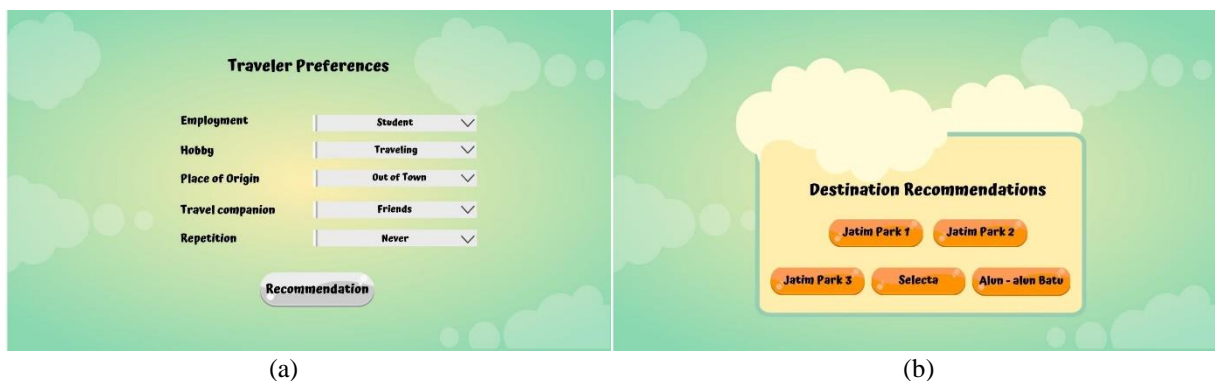 Traveler Preferences
Employment Student
Hobby Traveling
Place of Origin Out of Town
Travel companion Friends
Repetition Never
Recommendation
(a)
Destination Recommendations
Jatim Park 1 Jatim Park 2
Jatim Park 3 Selecta Alun - alun Batu
(b)